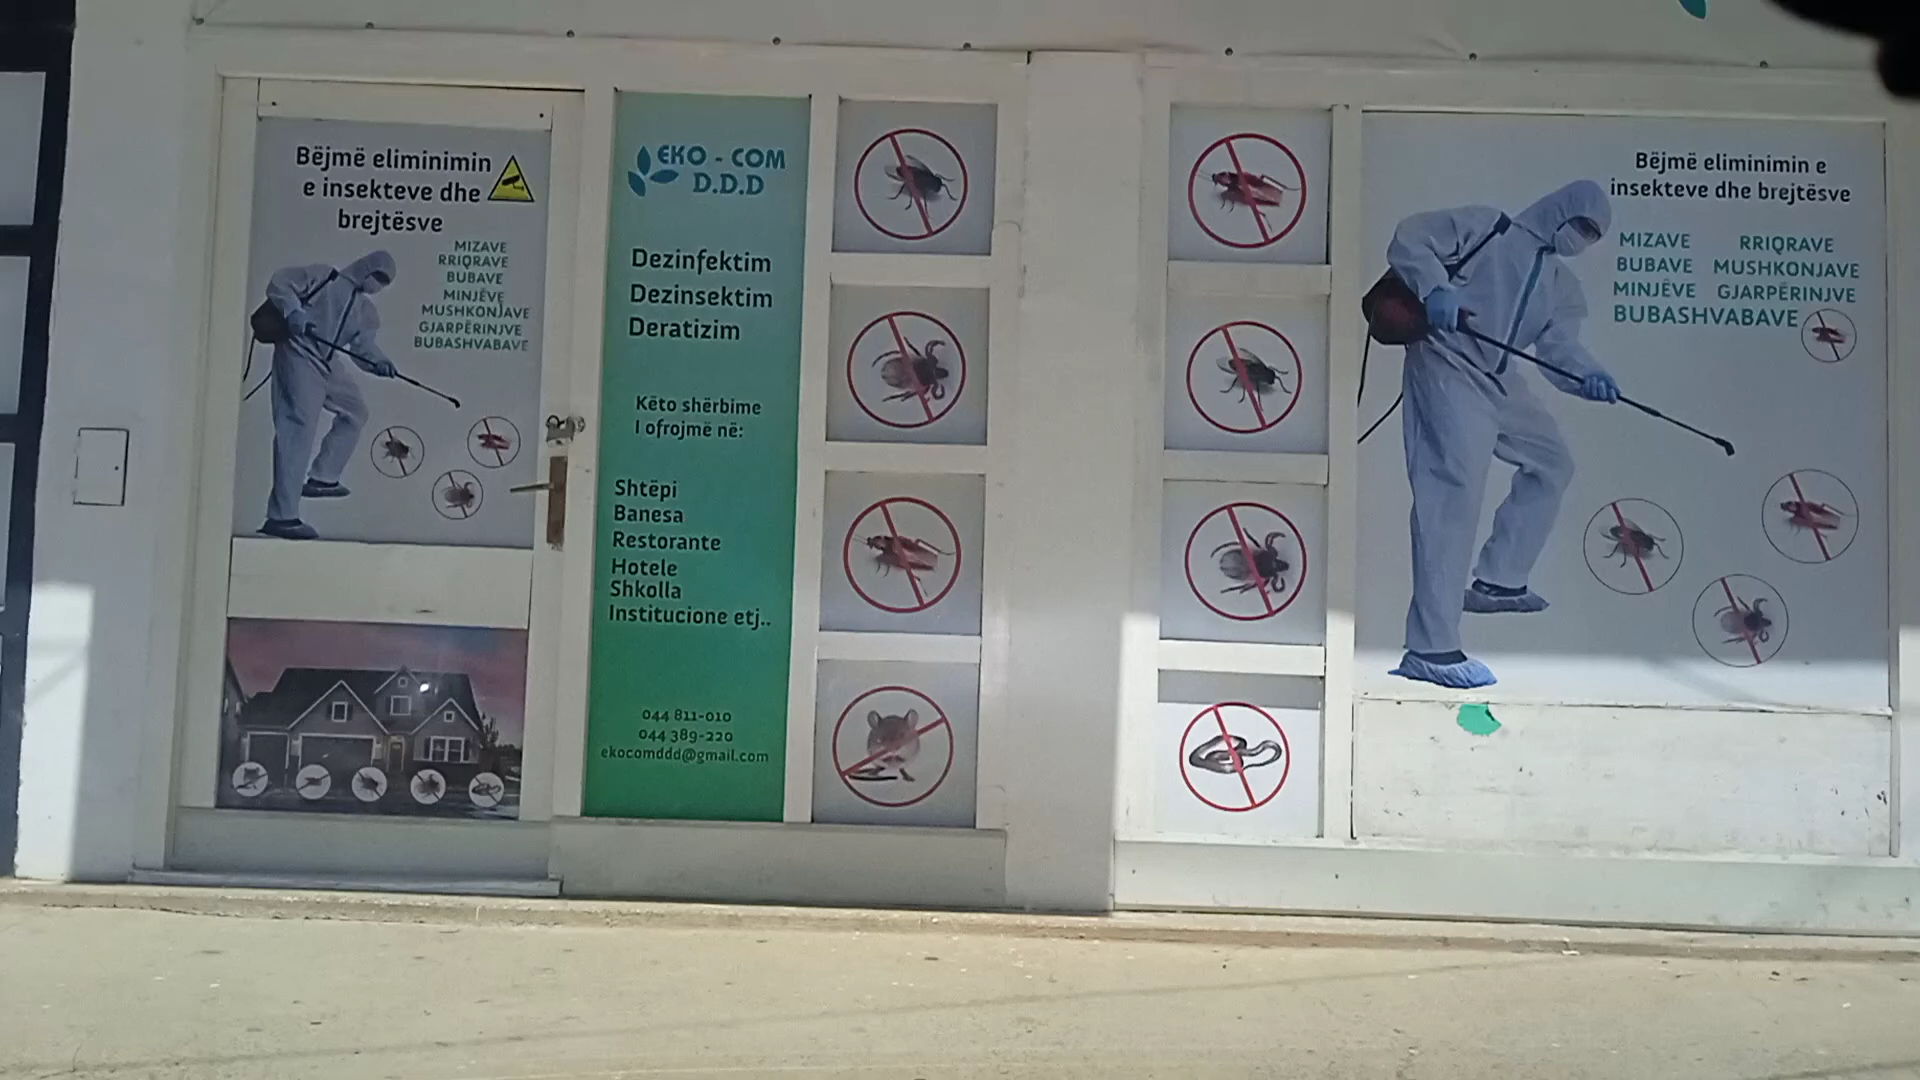 Bëjmë eliminimin
e insekteve dhe
brejtësve
MIZAVE
RRIQRAVE
BUBAVE
MINJËVE
MUSHKONJAVE
GJARPËRINJVE
BUBASHVABAVE
EKO - COM
D.D.D
Dezinfektim
Dezinsektim
Deratizim
Këto shërbime
I ofrojmë në:
Shtëpi
Banesa
Restorante
Hotele
Shkolla
Institucione etj..
044 811-010
044 389-220
ekocomddd@gmail.com
Bëjmë eliminimin e
insekteve dhe brejtësve
MIZAVE RRIQRAVE
BUBAVE MUSHKONJAVE
MINJËVE GJARPËRINJVE
BUBASHVABAVE